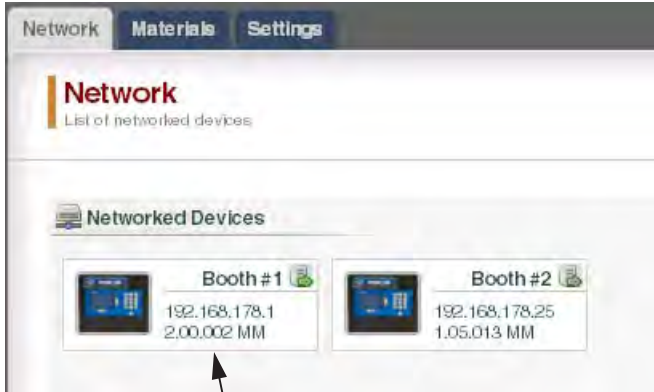 Network Materials Settings
Network
List of networked devices
Networked Devices
Booth #1
192.168.178.1
2.00.002 MM
Booth #2
192.168.178.25
1.05.013 MM